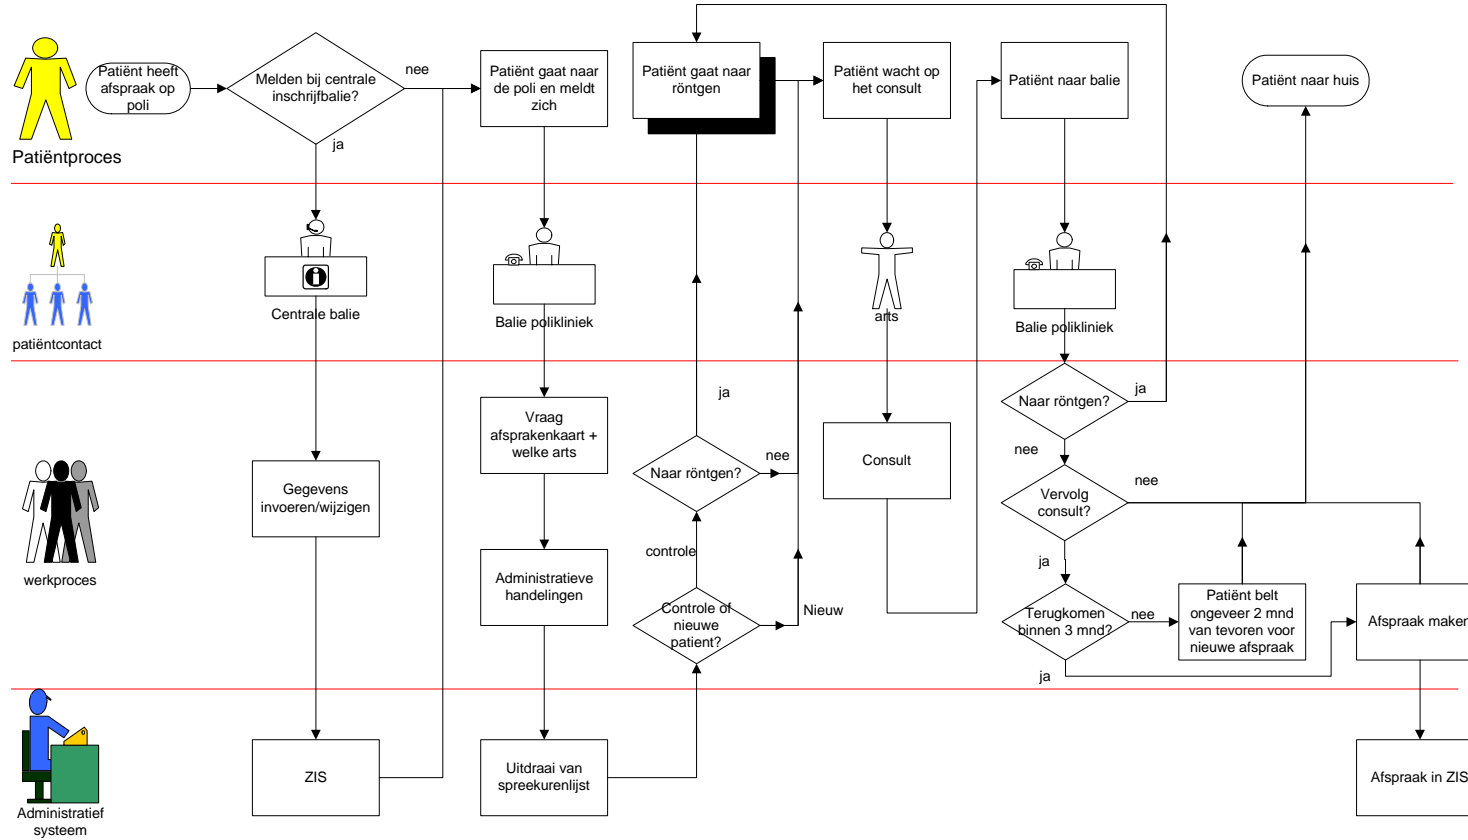 Patiënt heeft
afspraak op
poli
Melden bij centrale
inschrijfbalie?
nee
ja
Patiënt gaat naar
de poli en meldt
zich
Patiënt gaat naar
röntgen
Patiënt wacht op
het consult
Patiënt naar balie
Patiënt naar huis
Patiëntproces
Centrale balie
Balie polikliniek
arts
Balie polikliniek
patiëntcontact
Gegevens
invoeren/wijzigen
Vraag
afsprakenkaart +
welke arts
Administratieve
handelingen
ja
Naar röntgen?
nee
controle
Controle of
nieuwe
patient?
Nieuw
Consult
Naar röntgen?
ja
nee
Vervolg
consult?
nee
ja
Terugkomen
binnen 3 mnd?
nee
ja
Patiënt belt
ongeveer 2 mnd
van tevoren voor
nieuwe afspraak
Afspraak maken
werkproces
ZIS
Uitdraai van
spreekurenlijst
Afspraak in ZIS
Administratief
systeem